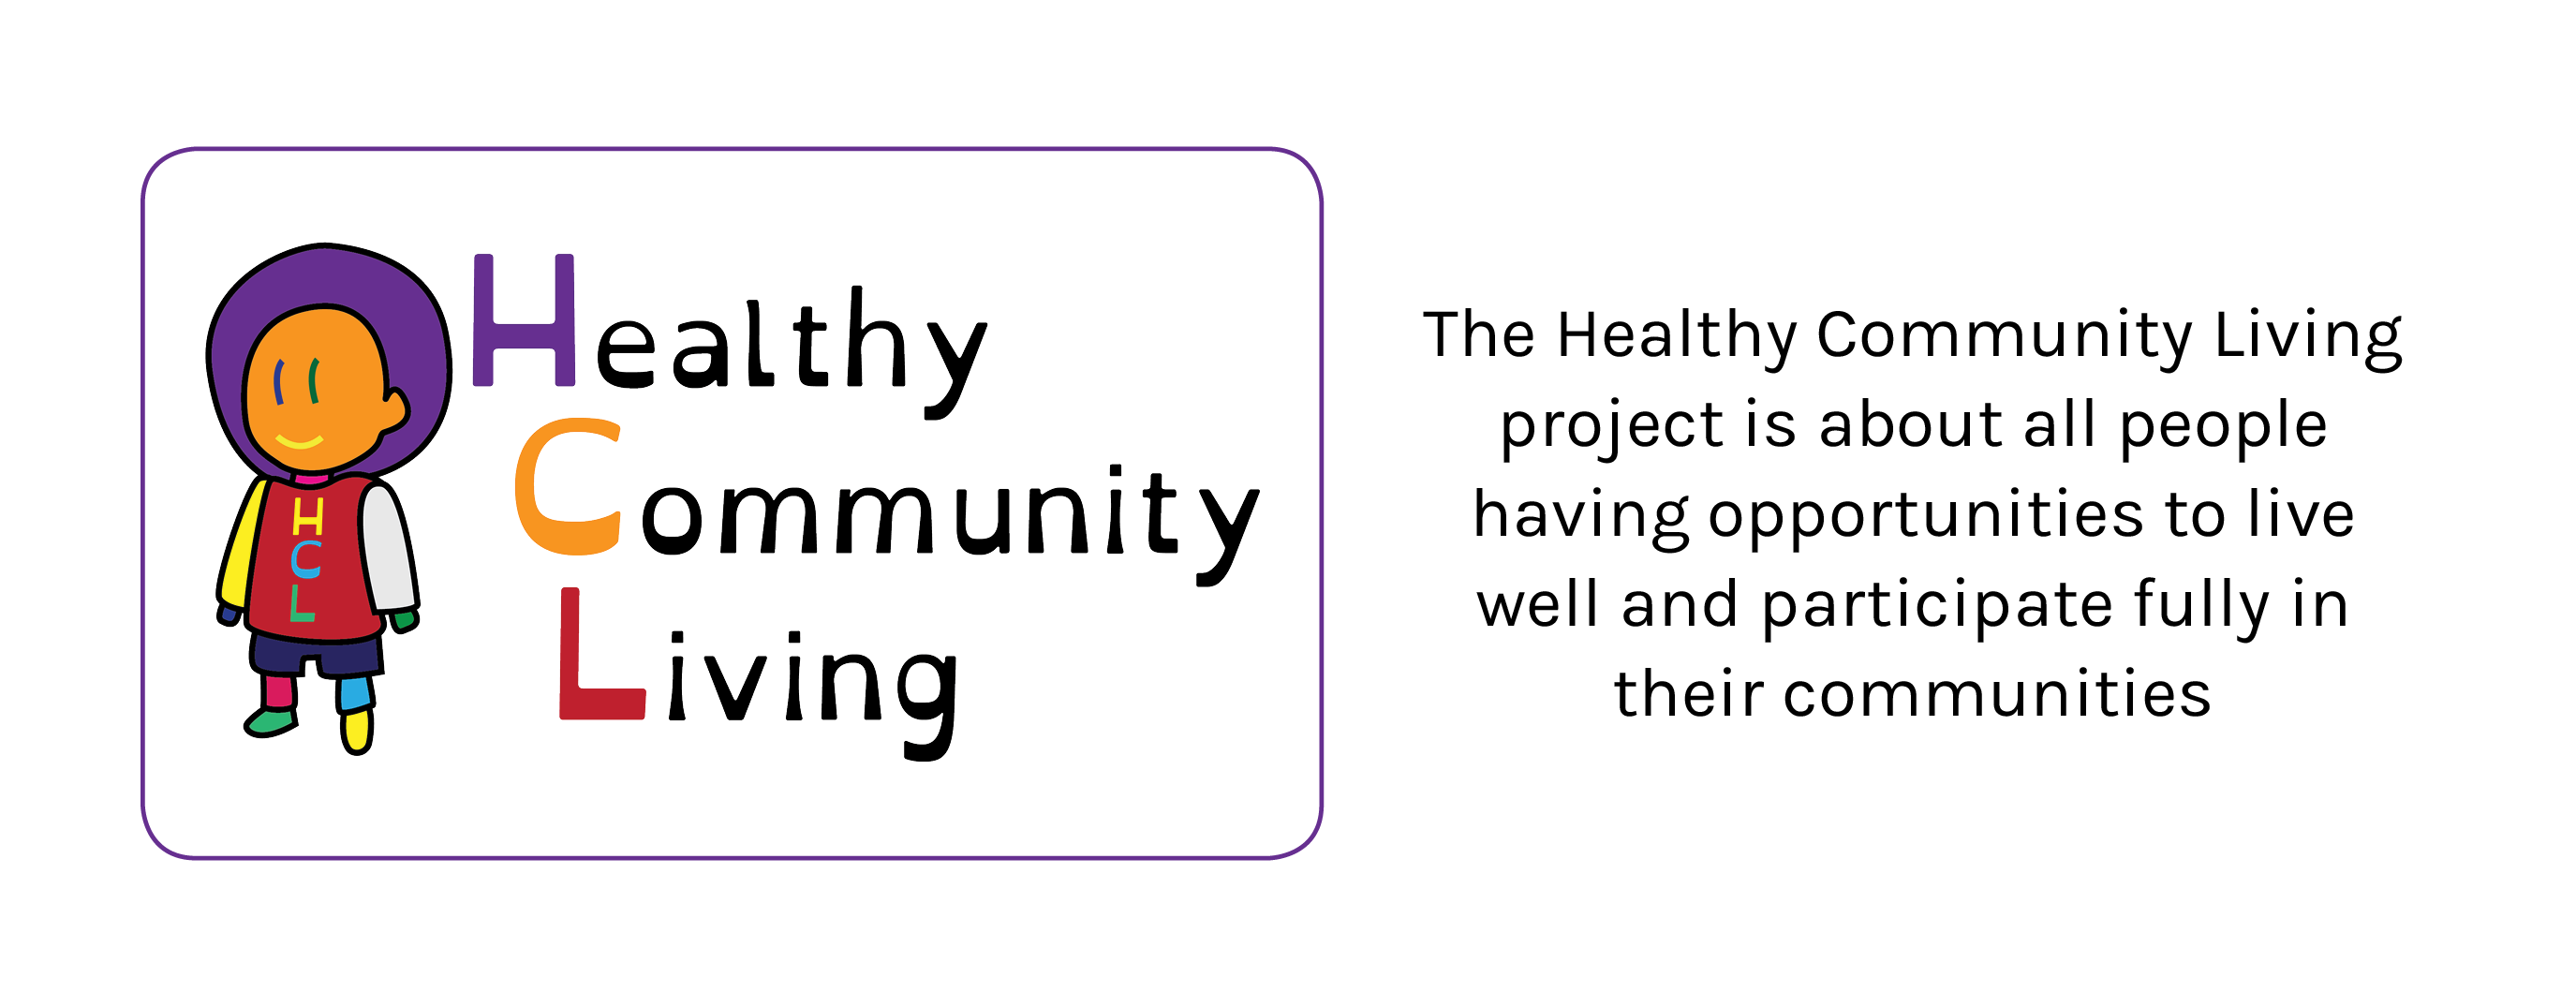 Healthy
Community
Living
H
C
L
The Healthy Community Living
project is about all people
having opportunities to live
well and participate fully in
their communities